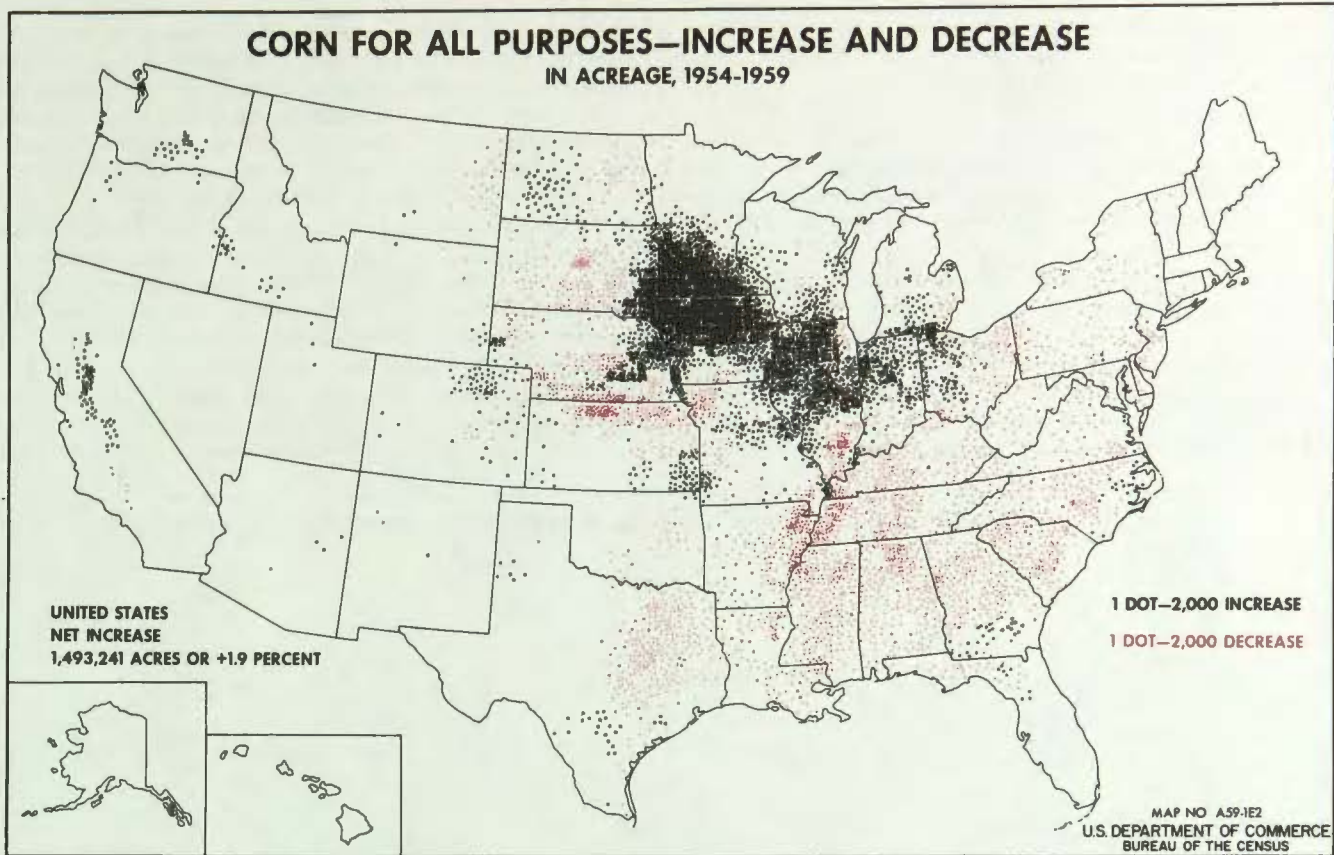 CORN FOR ALL PURPOSES—INCREASE AND DECREASE
IN ACREAGE, 1954-1959
UNITED STATES
NET INCREASE
1,493,241 ACRES OR +1.9 PERCENT
1 DOT—2,000 INCREASE
1 DOT—2,000 DECREASE
MAP NO A59-1E2
U.S. DEPARTMENT OF COMMERCE
BUREAU OF THE CENSUS